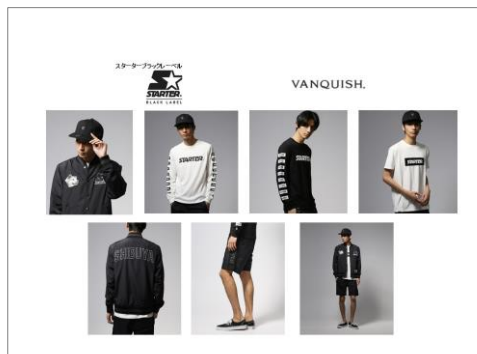 スターターブラックレーベル
STARTER.
BLACK LABEL
VANQUISH.
STARTER
STARTER
STARTER
SHIBUYA